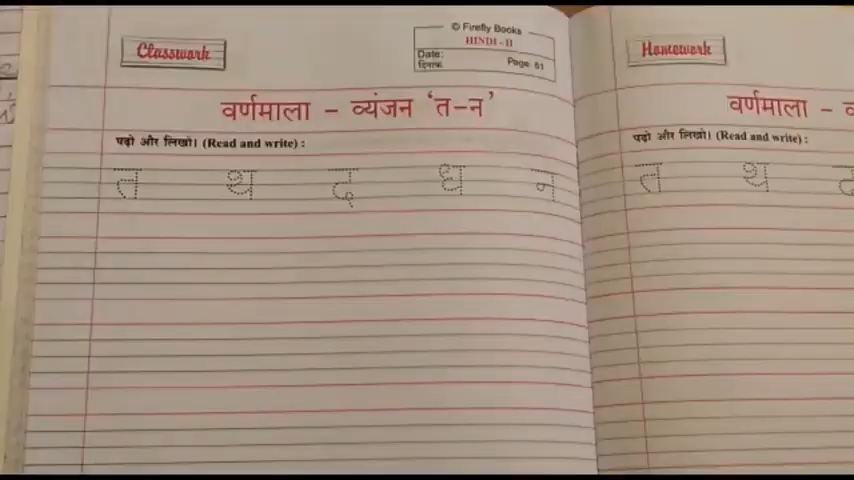 Classwork
© Firefly Books
HINDI - II
Date:
दिनांक
Page 61
वर्णमाला - व्यंजन ‘त-न’
पढ़ो और लिखो। (Read and write) :
त थ द ध न
Homework
वर्णमाला -
पढ़ो और लिखो। (Read and write) :
त थ द